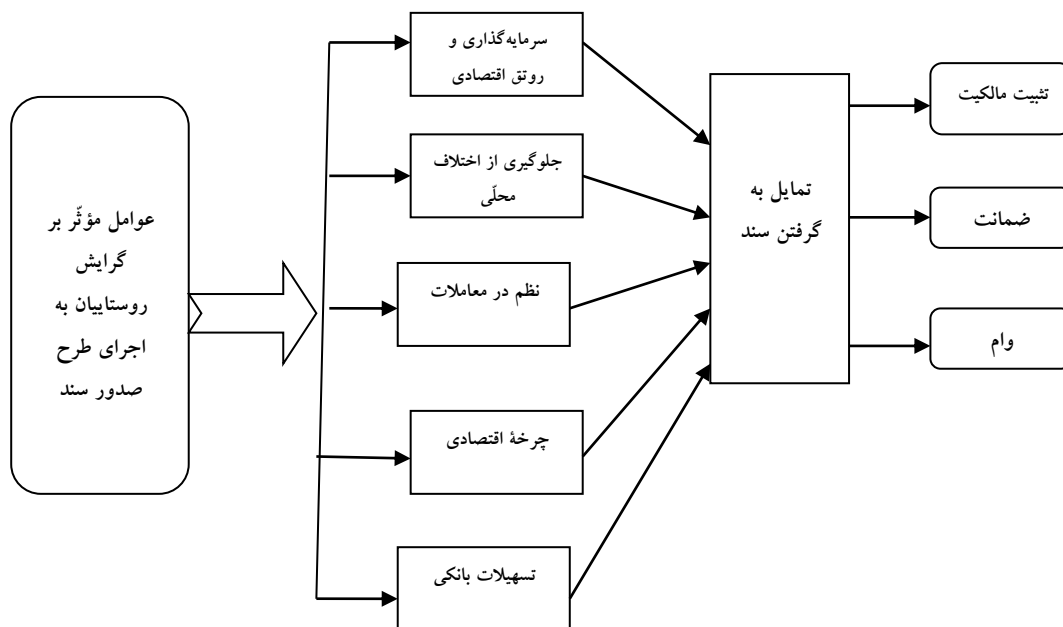 عوامل مؤثّر بر
گرایش
روستاییان به
اجرای طرح
صدور سند
سرمایه‌گذاری و
روتق اقتصادی
جلوگیری از اختلاف
محلّی
نظم در معاملات
چرخهٔ اقتصادی
تسهیلات بانکی
تمایل به
گرفتن سند
تثبیت مالکیت
ضمانت
وام